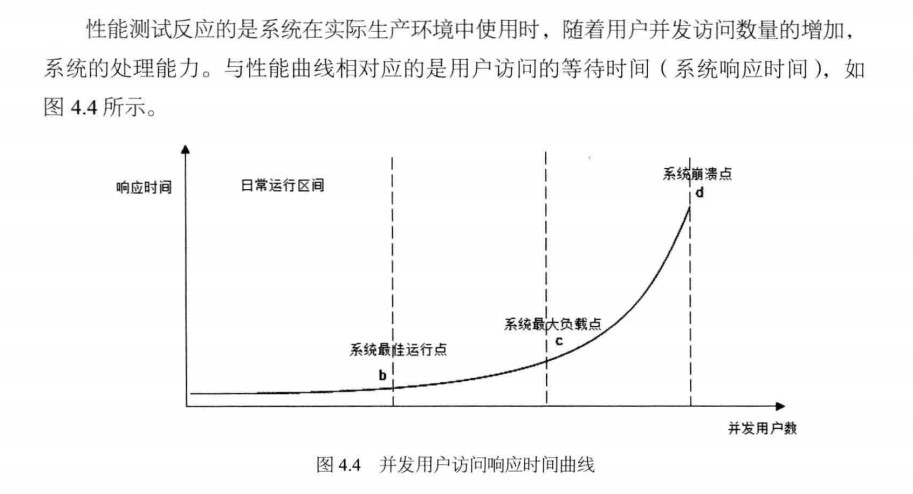 性能测试反应的是系统在实际生产环境中使用时，随着用户并发访问数量的增加，
系统的处理能力。与性能曲线相对应的是用户访问的等待时间（系统响应时间），如
图 4.4 所示。
响应时间
日常运行区间
系统崩溃点
d
系统最大负载点
c
系统最佳运行点
b
并发用户数
图 4.4 并发用户访问响应时间曲线